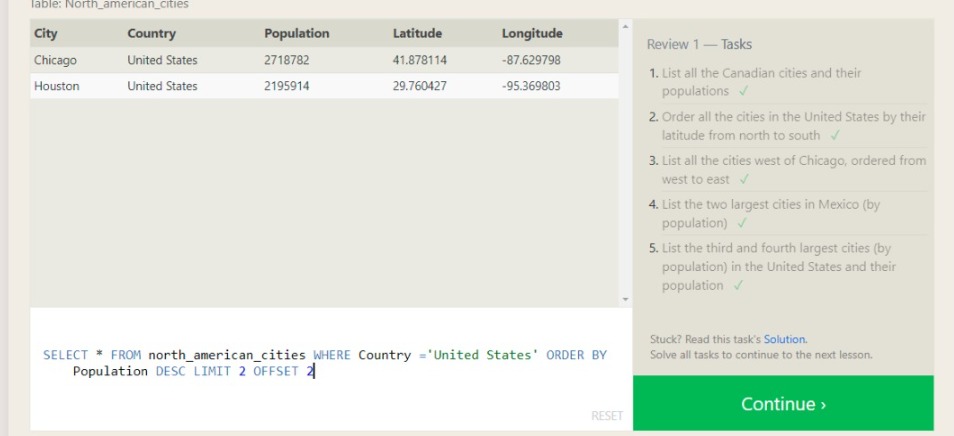 Table: North_american_cities
City Country Population Latitude Longitude
Chicago United States 2718782 41.878114 -87.629798
Houston United States 2195914 29.760427 -95.369803
SELECT * FROM north_american_cities WHERE Country ='United States' ORDER BY
Population DESC LIMIT 2 OFFSET 2
RESET
Review 1 — Tasks
1. List all the Canadian cities and their
populations ✓
2. Order all the cities in the United States by their
latitude from north to south ✓
3. List all the cities west of Chicago, ordered from
west to east ✓
4. List the two largest cities in Mexico (by
population) ✓
5. List the third and fourth largest cities (by
population) in the United States and their
population ✓
Stuck? Read this task's Solution.
Solve all tasks to continue to the next lesson.
Continue ›